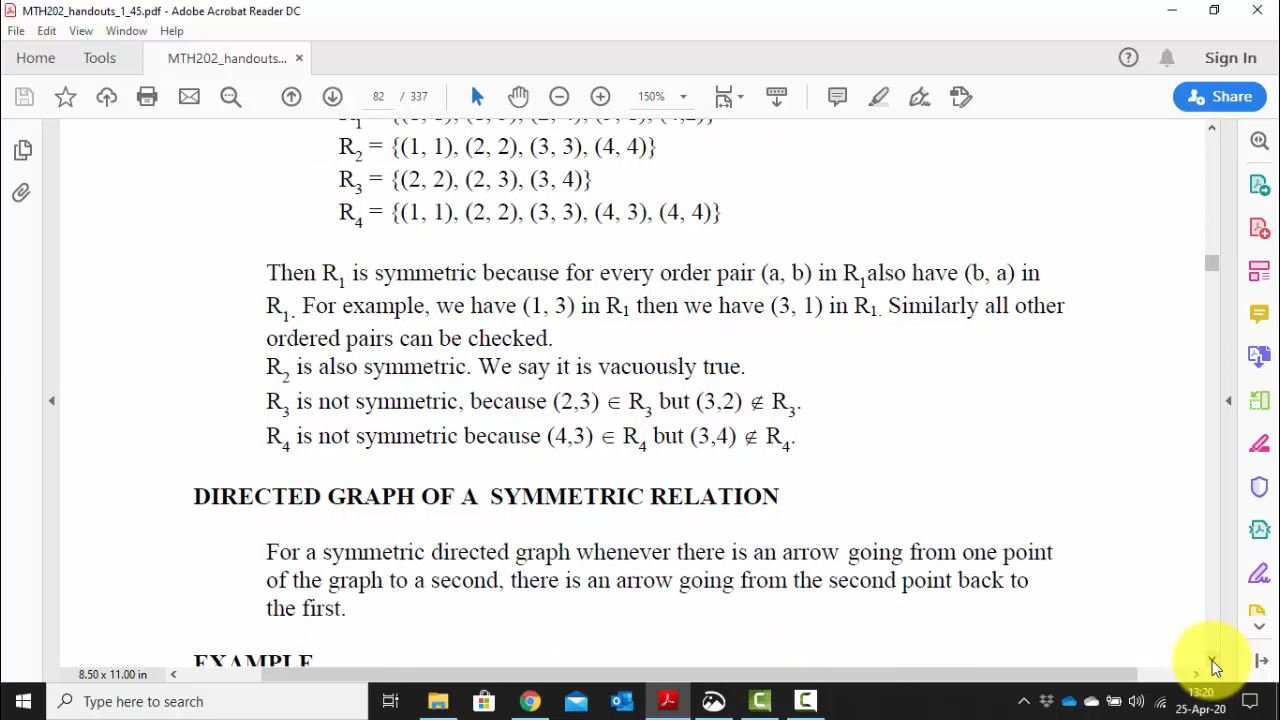 MTH202_handouts_1_45.pdf - Adobe Acrobat Reader DC
File Edit View Window Help
Home Tools MTH202_handouts... × Sign In
82 / 337 150% Share
R2 = {(1, 1), (2, 2), (3, 3), (4, 4)}
R3 = {(2, 2), (2, 3), (3, 4)}
R4 = {(1, 1), (2, 2), (3, 3), (4, 3), (4, 4)}
Then R1 is symmetric because for every order pair (a, b) in R1also have (b, a) in
R1. For example, we have (1, 3) in R1 then we have (3, 1) in R1. Similarly all other
ordered pairs can be checked.
R2 is also symmetric. We say it is vacuously true.
R3 is not symmetric, because (2,3) ∈ R3 but (3,2) ∉ R3.
R4 is not symmetric because (4,3) ∈ R4 but (3,4) ∉ R4.
DIRECTED GRAPH OF A SYMMETRIC RELATION
For a symmetric directed graph whenever there is an arrow going from one point
of the graph to a second, there is an arrow going from the second point back to
the first.
EXAMPLE
8.50 x 11.00 in
Type here to search
13:20
25-Apr-20